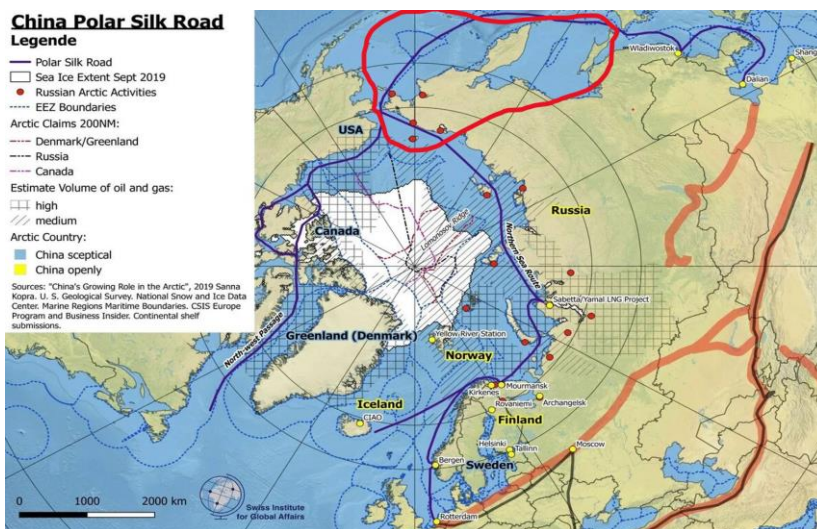 China Polar Silk Road
Legende
Polar Silk Road
Sea Ice Extent Sept 2019
Russian Arctic Activities
EEZ Boundaries
Arctic Claims 200NM:
Denmark/Greenland
Russia
Canada
Estimate Volume of oil and gas:
high
medium
Arctic Country:
China sceptical
China openly
Sources: "China's Growing Role in the Arctic", 2019 Sanna
Kopra. U. S. Geological Survey. National Snow and Ice Data
Center. Marine Regions Maritime Boundaries. CSIS Europe
Program and Business Insider. Continental shelf
submissions.
Wladiwostok
Shang
Dalian
USA
Russia
Canada
Lomonosov Ridge
Northern Sea Route
Sabetta/Yamal LNG Project
North-west Passage
Greenland (Denmark)
Yellow River Station
Norway
Kirkenes
Mourmansk
Rovaniemi
Archangelsk
Iceland
CIAO
Finland
Helsinki
Tallinn
Moscow
Sweden
Bergen
Rotterdam
0 1000 2000 km
Swiss Institute
for Global Affairs